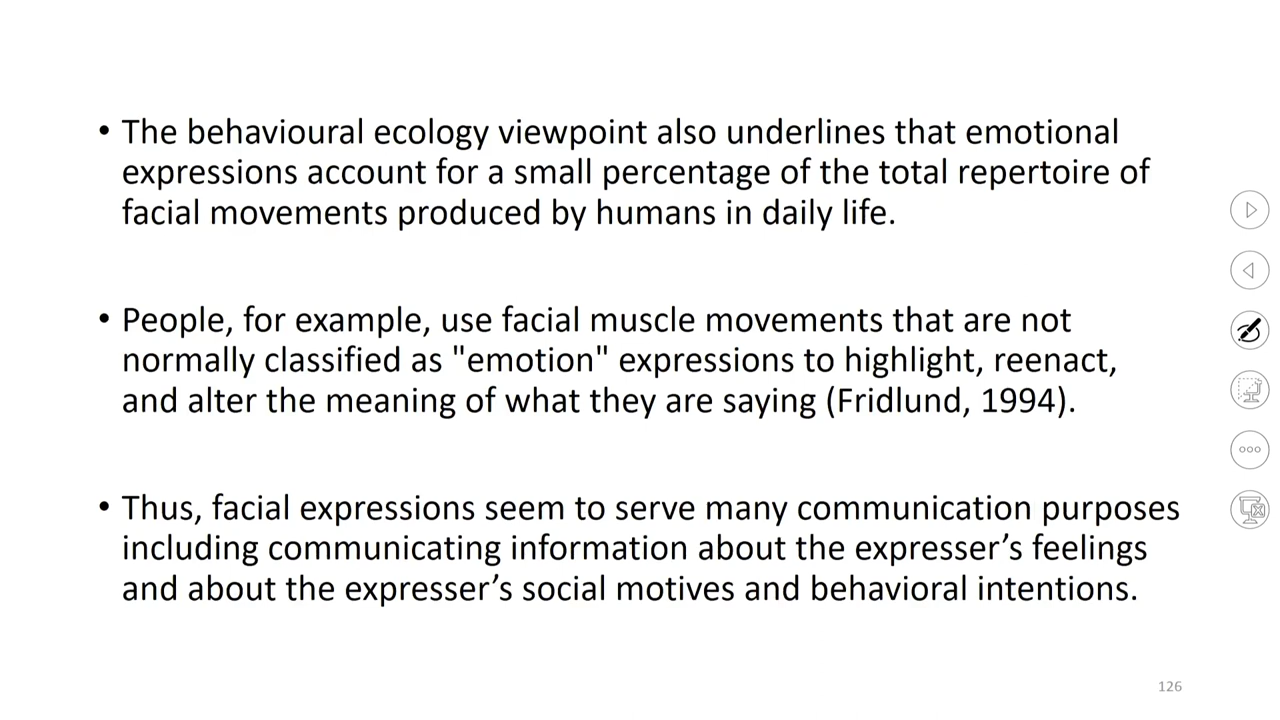 • The behavioural ecology viewpoint also underlines that emotional
expressions account for a small percentage of the total repertoire of
facial movements produced by humans in daily life.
• People, for example, use facial muscle movements that are not
normally classified as "emotion" expressions to highlight, reenact,
and alter the meaning of what they are saying (Fridlund, 1994).
• Thus, facial expressions seem to serve many communication purposes
including communicating information about the expresser’s feelings
and about the expresser’s social motives and behavioral intentions.
126